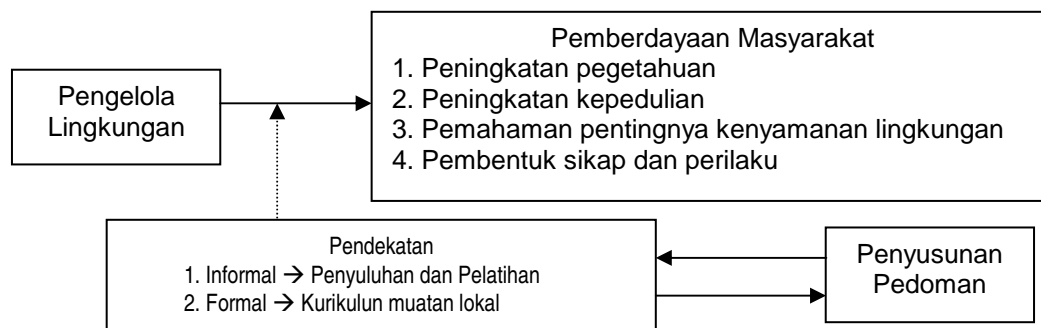 Pengelola
Lingkungan
Pemberdayaan Masyarakat
1. Peningkatan pegetahuan
2. Peningkatan kepedulian
3. Pemahaman pentingnya kenyamanan lingkungan
4. Pembentuk sikap dan perilaku
Pendekatan
1. Informal → Penyuluhan dan Pelatihan
2. Formal → Kurikulun muatan lokal
Penyusunan
Pedoman